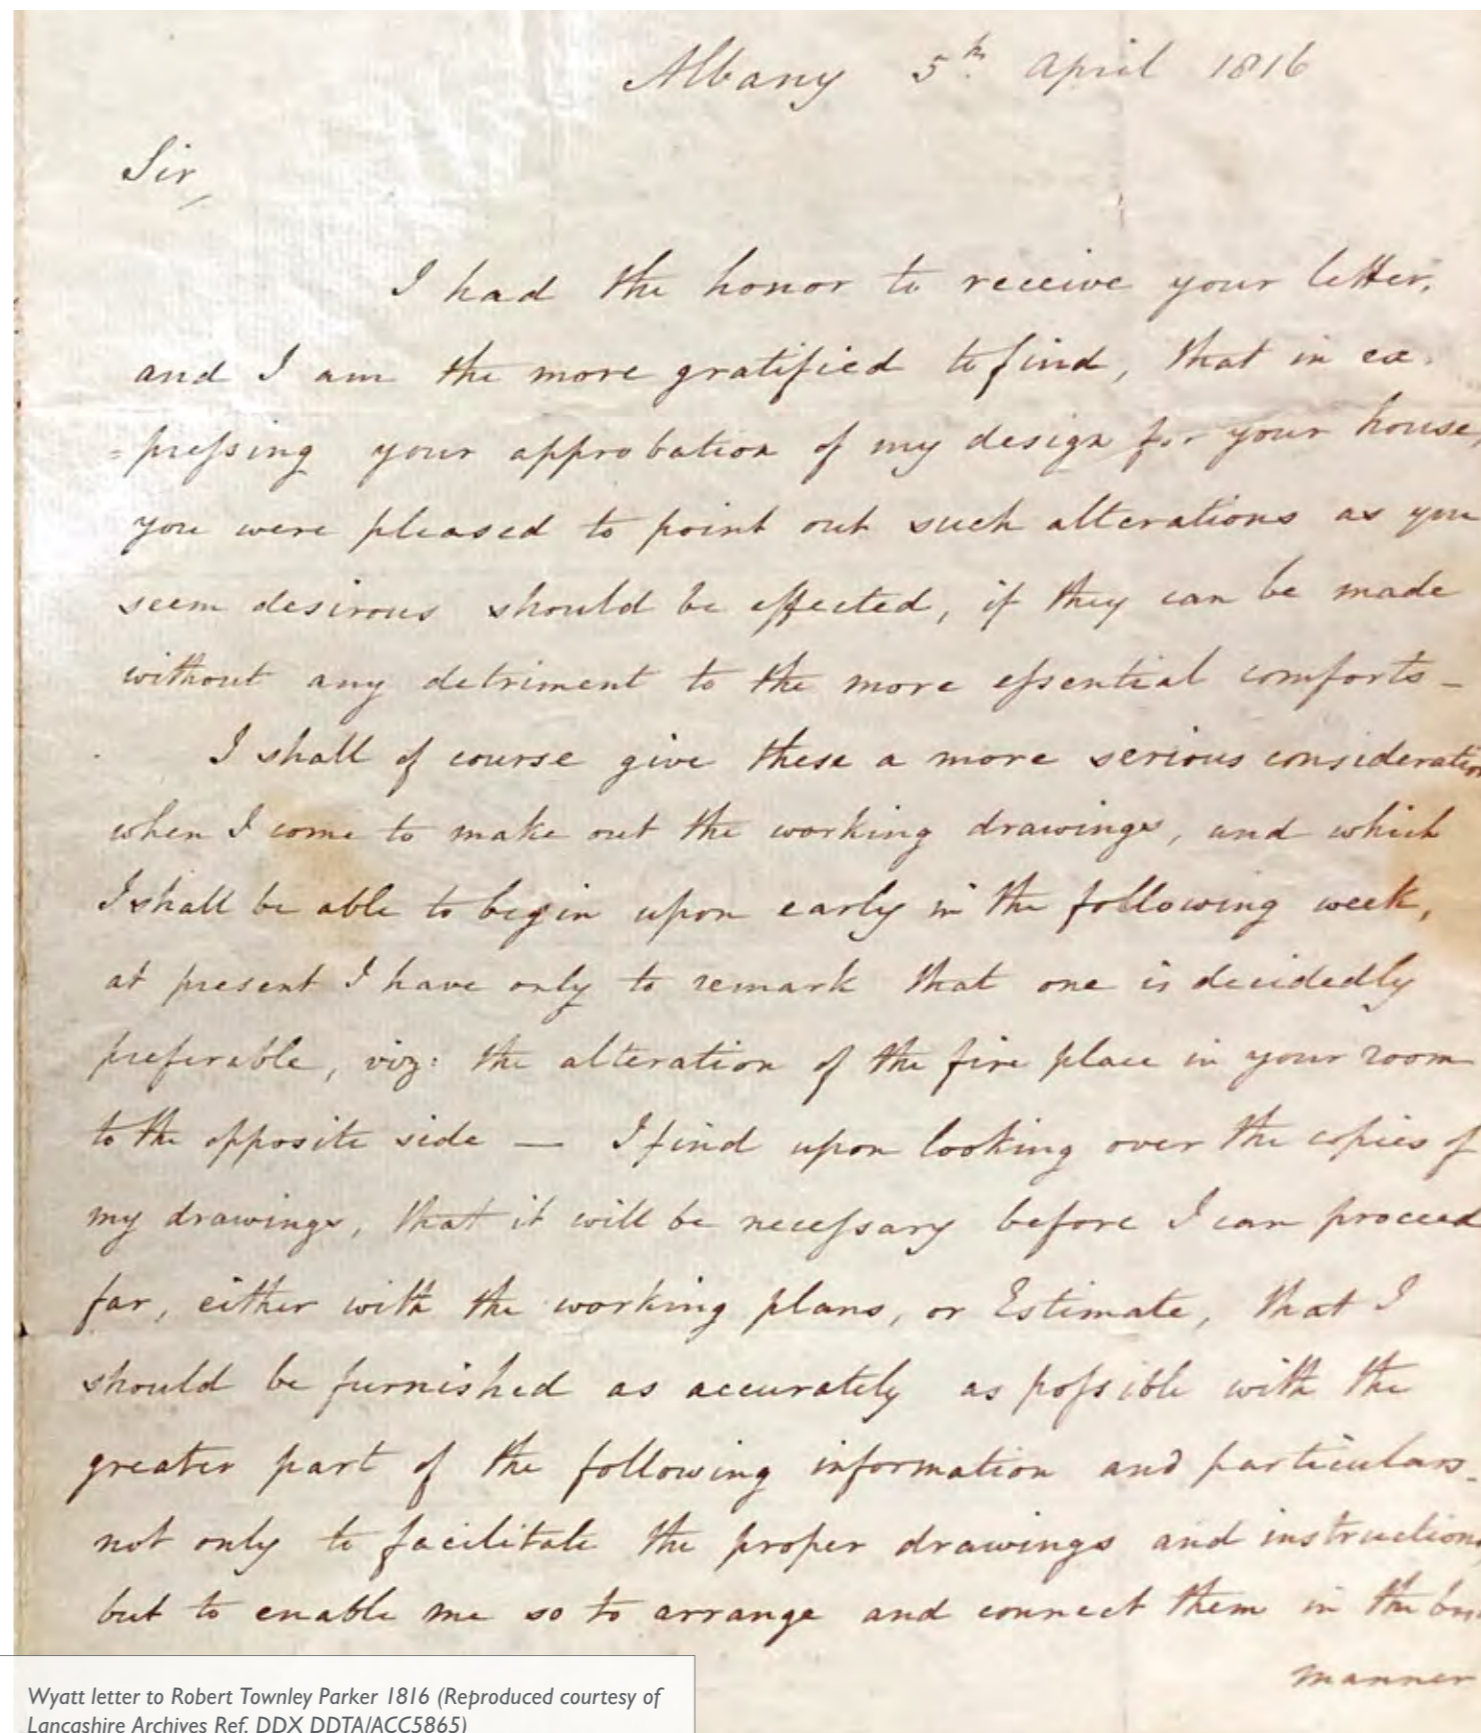 Albany 5th. April 1816
Sir,
I had the honor to receive your letter,
and I am the more gratified to find, that in ex=
=preſsing your approbation of my design for your house,
you were pleased to point out such alterations as you
seem desirous should be effected, if they can be made
without any detriment to the more eſsential comforts –
I shall of course give these a more serious consideration
when I come to make out the working drawings, and which
I shall be able to begin upon early in the following week,
at present I have only to remark that one is decidedly
preferable, viz: the alteration of the fire place in your room
to the opposite side — I find upon looking over the copies of
my drawings, that it will be neceſsary before I can proceed
far, either with the working plans, or Estimate, that I
should be furnished as accurately as poſsible with the
greater part of the following information and particulars –
not only to facilitate the proper drawings and instructions
but to enable me so to arrange and connect them in the
manner
Wyatt letter to Robert Townley Parker 1816 (Reproduced courtesy of
Lancashire Archives Ref. DDX DDTA/ACC5865)